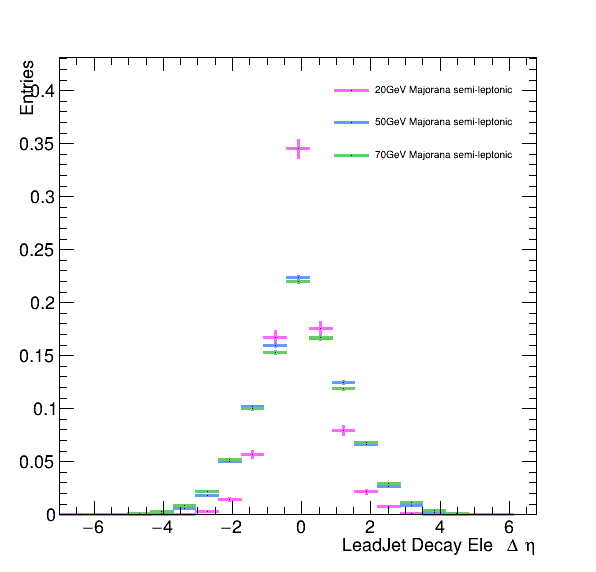 Entries
0.4
0.35
0.3
0.25
0.2
0.15
0.1
0.05
0
20GeV Majorana semi-leptonic
50GeV Majorana semi-leptonic
70GeV Majorana semi-leptonic
−6 −4 −2 0 2 4 6
LeadJet Decay Ele Δ η